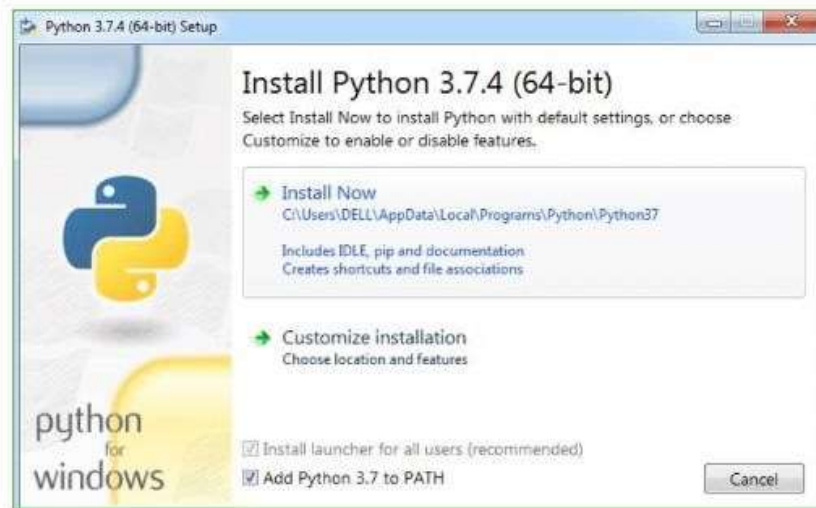 Python 3.7.4 (64-bit) Setup
Install Python 3.7.4 (64-bit)
Select Install Now to install Python with default settings, or choose
Customize to enable or disable features.
Install Now
C:\Users\DELL\AppData\Local\Programs\Python\Python37
Includes IDLE, pip and documentation
Creates shortcuts and file associations
Customize installation
Choose location and features
python
for
windows
Install launcher for all users (recommended)
Add Python 3.7 to PATH
Cancel